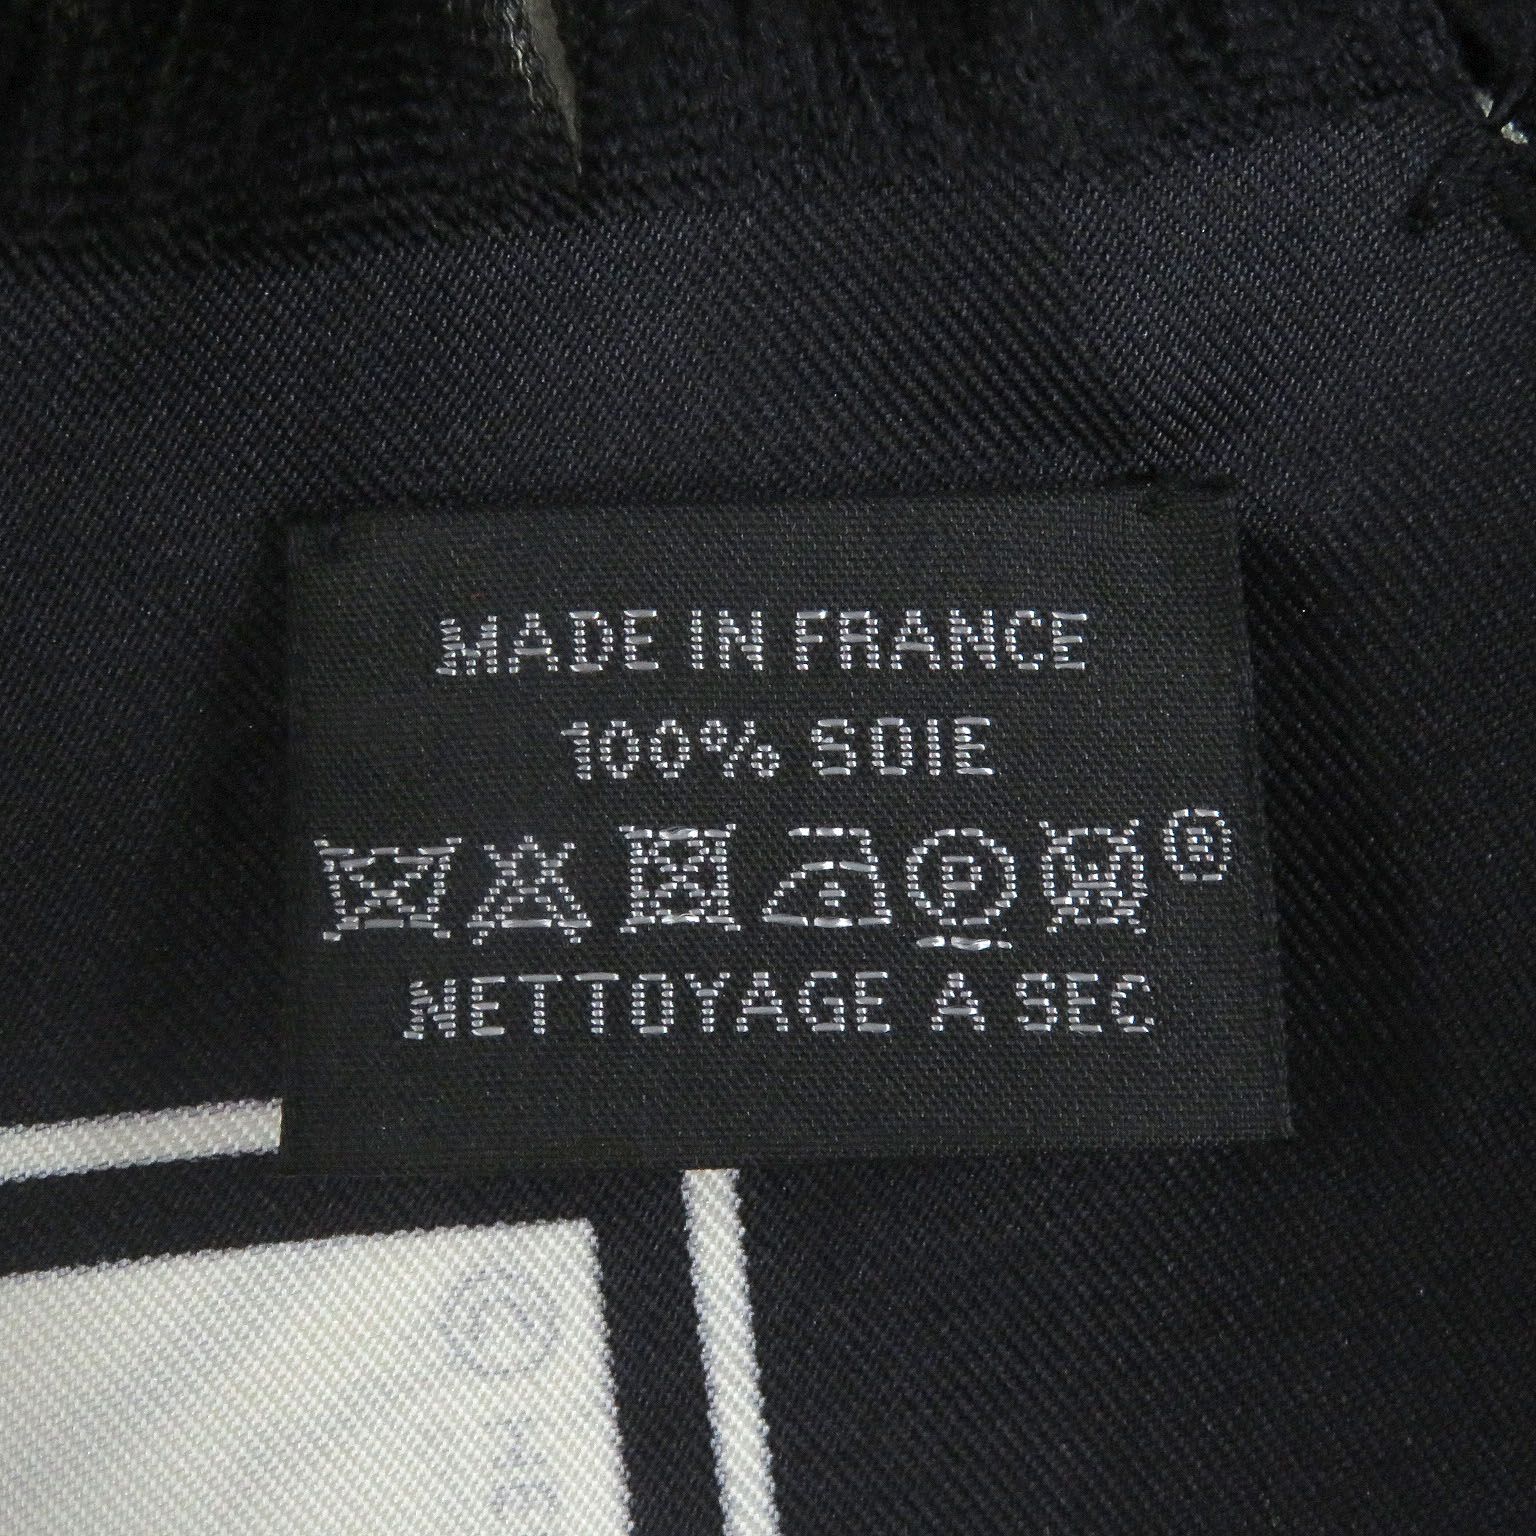 MADE IN FRANCE
100% SOIE
P W R
NETTOYAGE A SEC
©